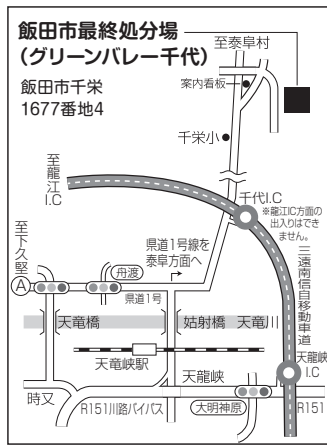 飯田市最終処分場
(グリーンバレー千代)
飯田市千栄
1677番地4
至泰阜村
案内看板
千栄小
至龍江I.C
千代I.C
※龍江IC方面の
出入りはでき
ません。
三遠南信自動車道
至下久堅
A
舟渡
県道1号線を
泰阜方面へ
県道1号
天竜橋
姑射橋
天竜川
天竜峡駅
天龍峡
I.C
時又
R151川路バイパス
天龍峡
大明神原
R151